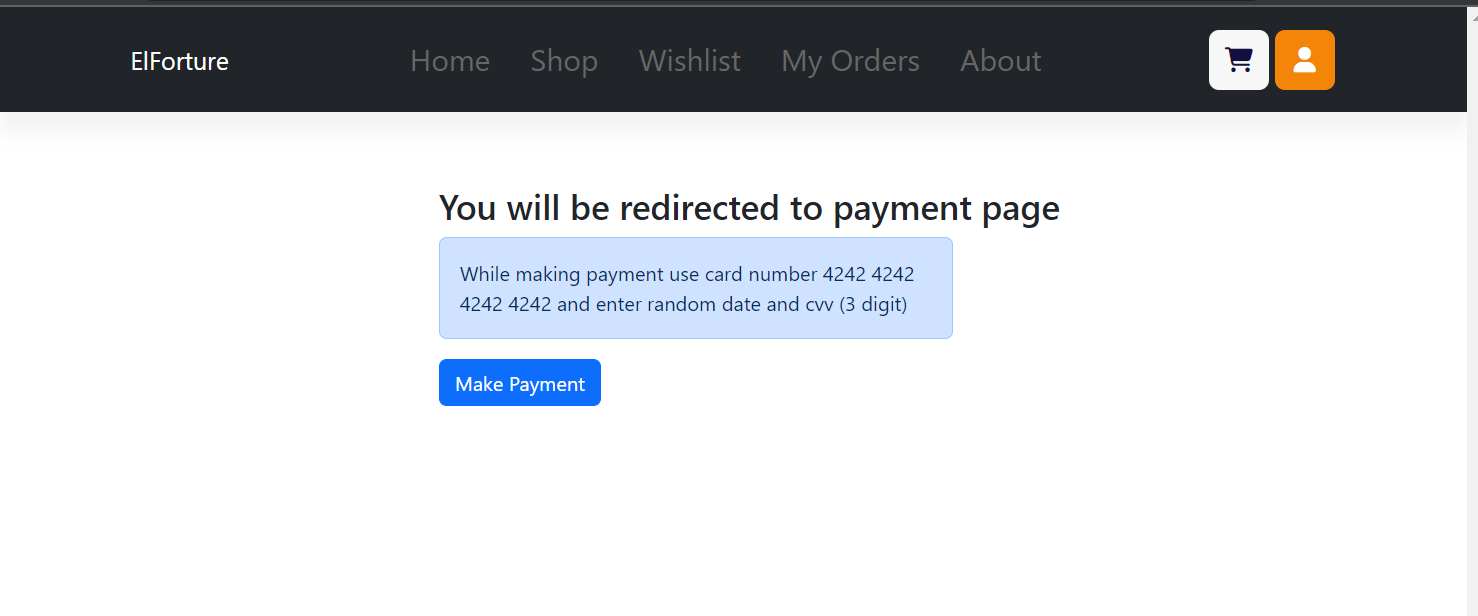 ElForture
Home
Shop
Wishlist
My Orders
About
You will be redirected to payment page
While making payment use card number 4242 4242
4242 4242 and enter random date and cvv (3 digit)
Make Payment